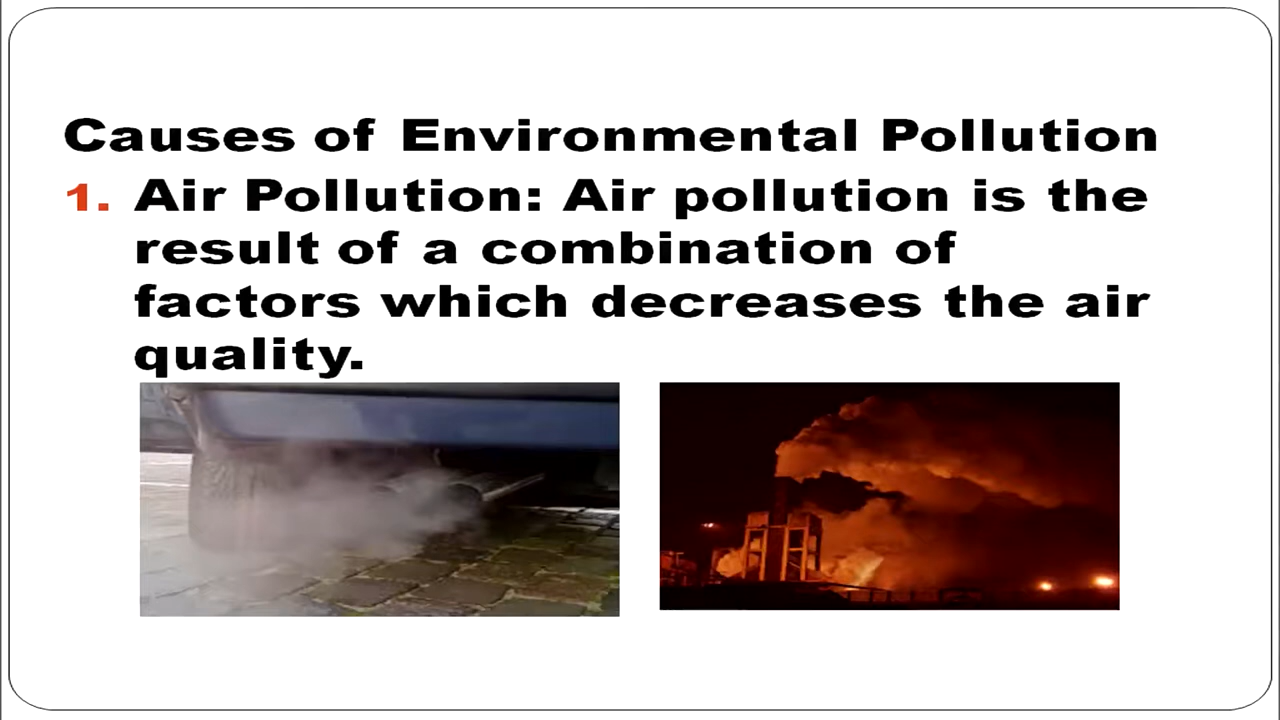 Causes of Environmental Pollution
1. Air Pollution: Air pollution is the
result of a combination of
factors which decreases the air
quality.